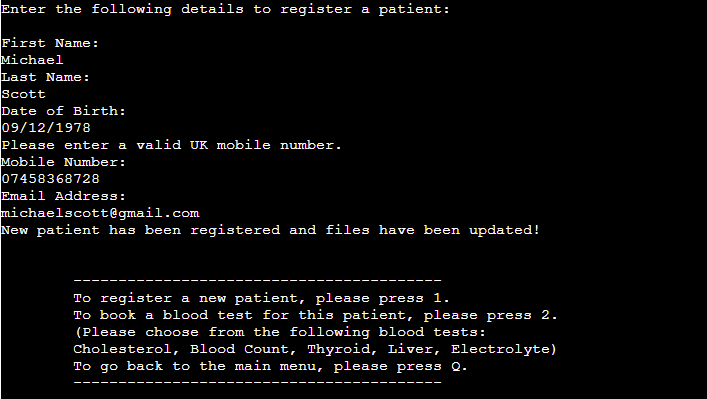 Enter the following details to register a patient:
First Name:
Michael
Last Name:
Scott
Date of Birth:
09/12/1978
Please enter a valid UK mobile number.
Mobile Number:
07458368728
Email Address:
michaelscott@gmail.com
New patient has been registered and files have been updated!
-----------------------------------------
To register a new patient, please press 1.
To book a blood test for this patient, please press 2.
(Please choose from the following blood tests:
Cholesterol, Blood Count, Thyroid, Liver, Electrolyte)
To go back to the main menu, please press Q.
-----------------------------------------